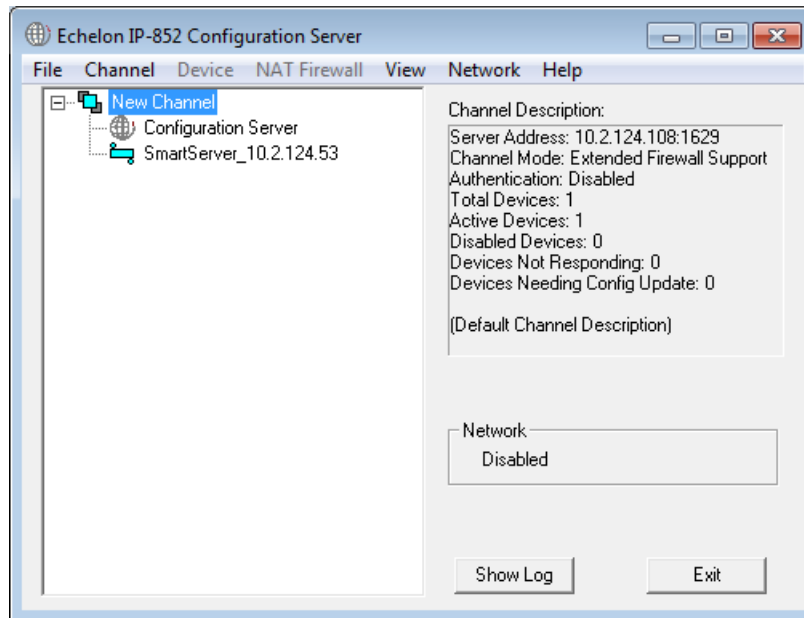 Echelon IP-852 Configuration Server
File Channel Device NAT Firewall View Network Help
New Channel
Configuration Server
SmartServer_10.2.124.53
Channel Description:
Server Address: 10.2.124.108:1629
Channel Mode: Extended Firewall Support
Authentication: Disabled
Total Devices: 1
Active Devices: 1
Disabled Devices: 0
Devices Not Responding: 0
Devices Needing Config Update: 0
(Default Channel Description)
Network
Disabled
Show Log
Exit